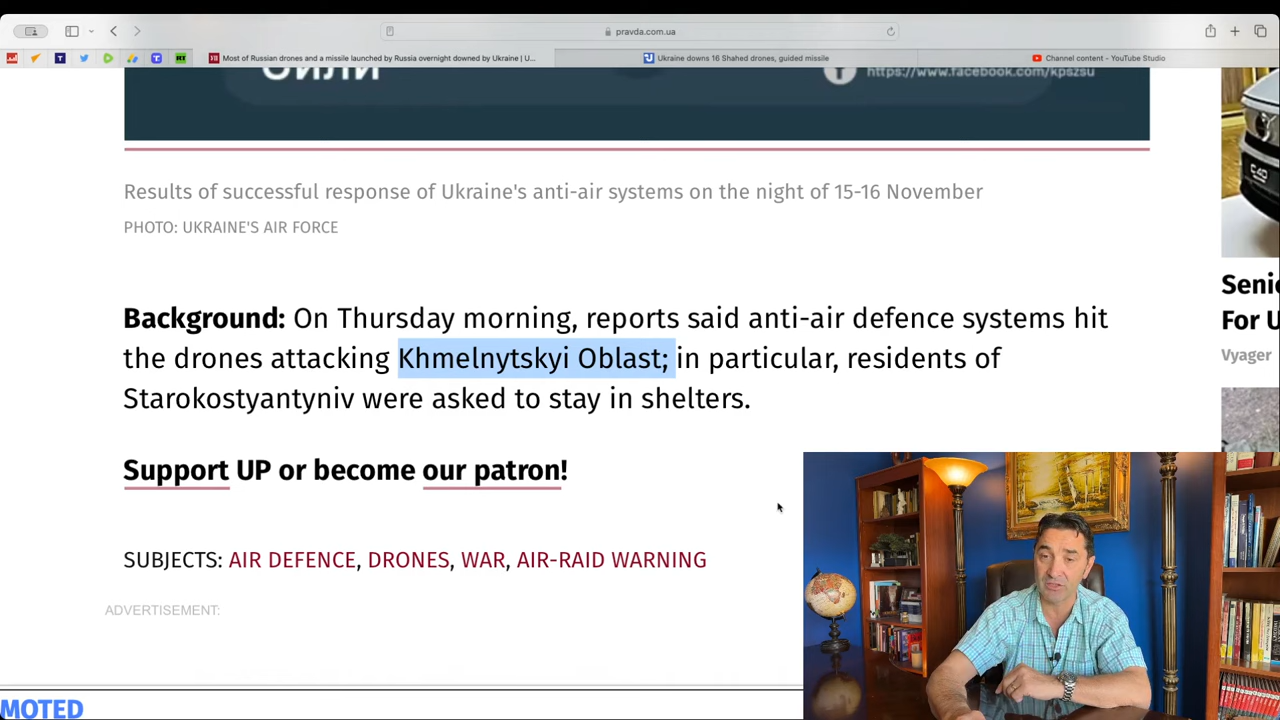 pravda.com.ua
Most of Russian drones and a missile launched by Russia overnight downed by Ukraine | U...
Ukraine downs 16 Shahed drones, guided missile
Channel content - YouTube Studio
https://www.facebook.com/kpszsu
Results of successful response of Ukraine's anti-air systems on the night of 15-16 November
PHOTO: UKRAINE'S AIR FORCE
Background: On Thursday morning, reports said anti-air defence systems hit
the drones attacking Khmelnytskyi Oblast; in particular, residents of
Starokostyantyniv were asked to stay in shelters.
Support UP or become our patron!
SUBJECTS: AIR DEFENCE, DRONES, WAR, AIR-RAID WARNING
ADVERTISEMENT:
MOTED
Senio
For U
Vyager
C40
RT